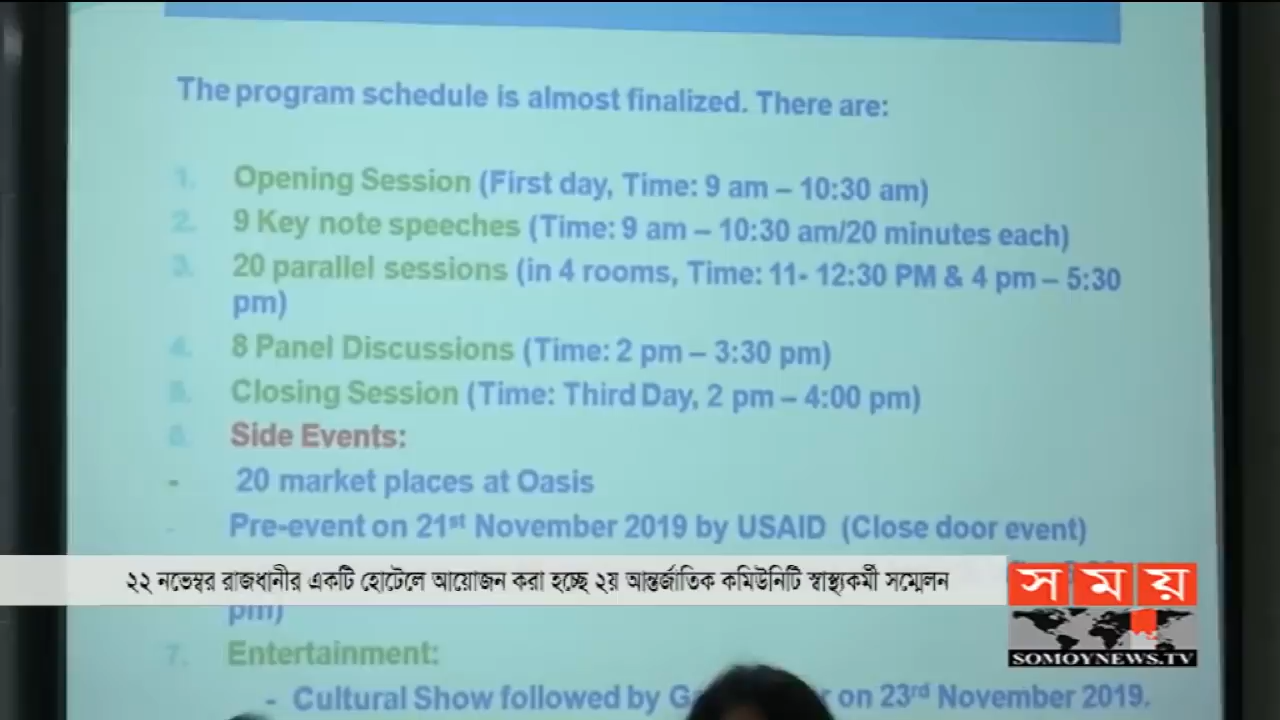 The program schedule is almost finalized. There are:
1. Opening Session (First day, Time: 9 am – 10:30 am)
2. 9 Key note speeches (Time: 9 am – 10:30 am/20 minutes each)
3. 20 parallel sessions (in 4 rooms, Time: 11- 12:30 PM & 4 pm – 5:30
pm)
4. 8 Panel Discussions (Time: 2 pm – 3:30 pm)
5. Closing Session (Time: Third Day, 2 pm – 4:00 pm)
6. Side Events:
- 20 market places at Oasis
- Pre-event on 21st November 2019 by USAID (Close door event)
২২ নভেম্বর রাজধানীর একটি হোটেলে আয়োজন করা হচ্ছে ২য় আন্তর্জাতিক কমিউনিটি স্বাস্থ্যকর্মী সম্মেলন
সময়
SOMOYNEWS.TV
pm)
7. Entertainment:
- Cultural Show followed by on 23rd November 2019.